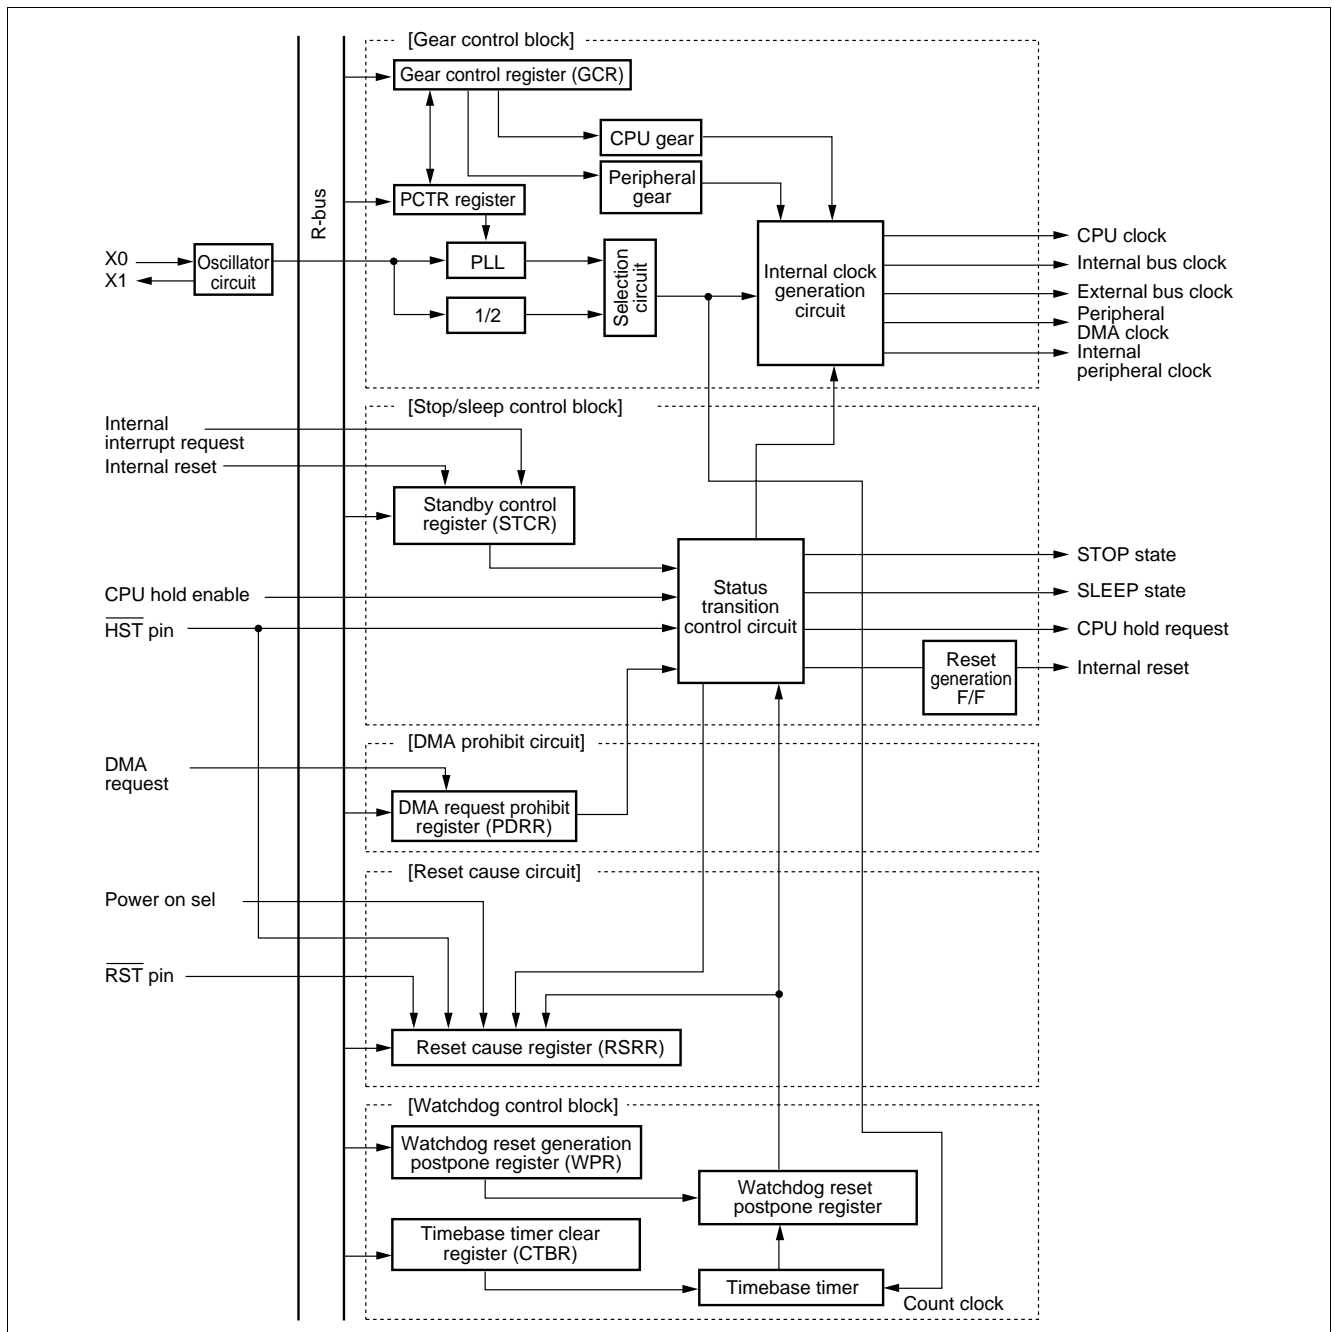 [Gear control block]
Gear control register (GCR)
CPU gear
Peripheral
gear
PCTR register
R-bus
X0
X1
Oscillator
circuit
PLL
1/2
Selection
circuit
Internal clock
generation
circuit
CPU clock
Internal bus clock
External bus clock
Peripheral
DMA clock
Internal
peripheral clock
[Stop/sleep control block]
Internal
interrupt request
Internal reset
Standby control
register (STCR)
CPU hold enable
HST pin
Status
transition
control circuit
STOP state
SLEEP state
CPU hold request
Reset
generation
F/F
Internal reset
[DMA prohibit circuit]
DMA
request
DMA request prohibit
register (PDRR)
[Reset cause circuit]
Power on sel
RST pin
Reset cause register (RSRR)
[Watchdog control block]
Watchdog reset generation
postpone register (WPR)
Watchdog reset
postpone register
Timebase timer clear
register (CTBR)
Timebase timer
Count clock